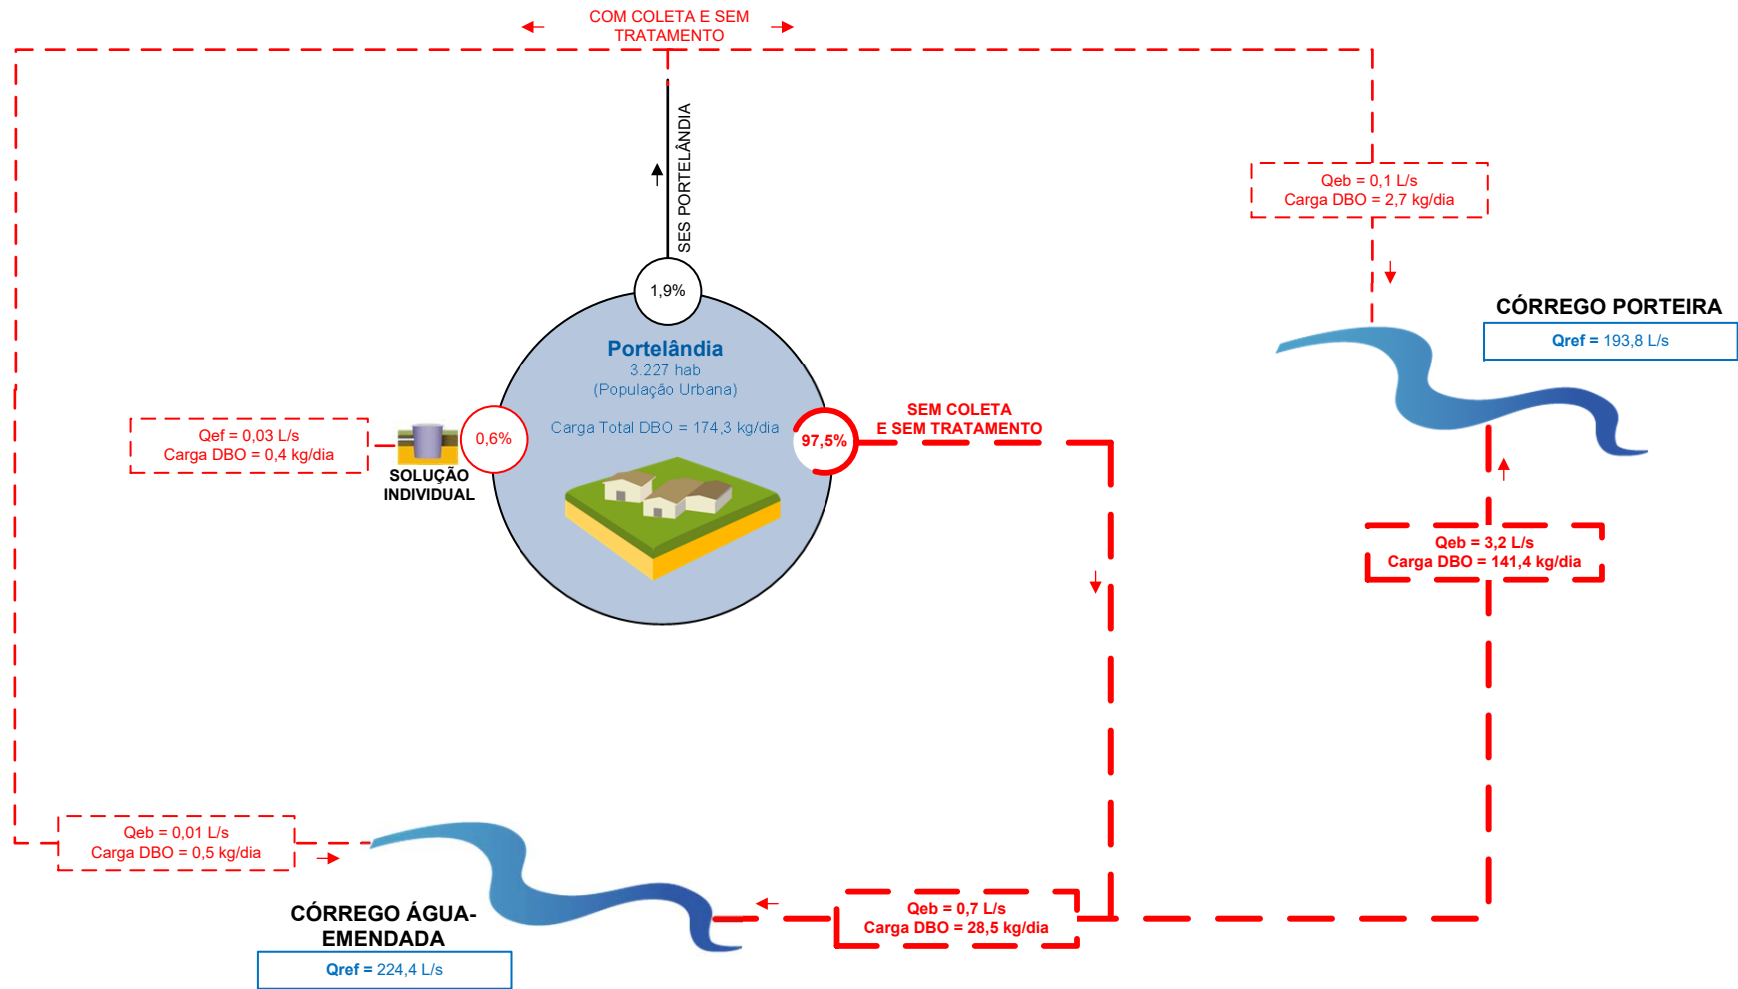 COM COLETA E SEM
TRATAMENTO
SES PORTELÂNDIA
Qeb = 0,1 L/s
Carga DBO = 2,7 kg/dia
1,9%
CÓRREGO PORTEIRA
Qref = 193,8 L/s
Portelândia
3.227 hab
(População Urbana)
Carga Total DBO = 174,3 kg/dia
Qef = 0,03 L/s
Carga DBO = 0,4 kg/dia
0,6%
SOLUÇÃO
INDIVIDUAL
97,5%
SEM COLETA
E SEM TRATAMENTO
Qeb = 3,2 L/s
Carga DBO = 141,4 kg/dia
Qeb = 0,01 L/s
Carga DBO = 0,5 kg/dia
CÓRREGO ÁGUA-
EMENDADA
Qref = 224,4 L/s
Qeb = 0,7 L/s
Carga DBO = 28,5 kg/dia